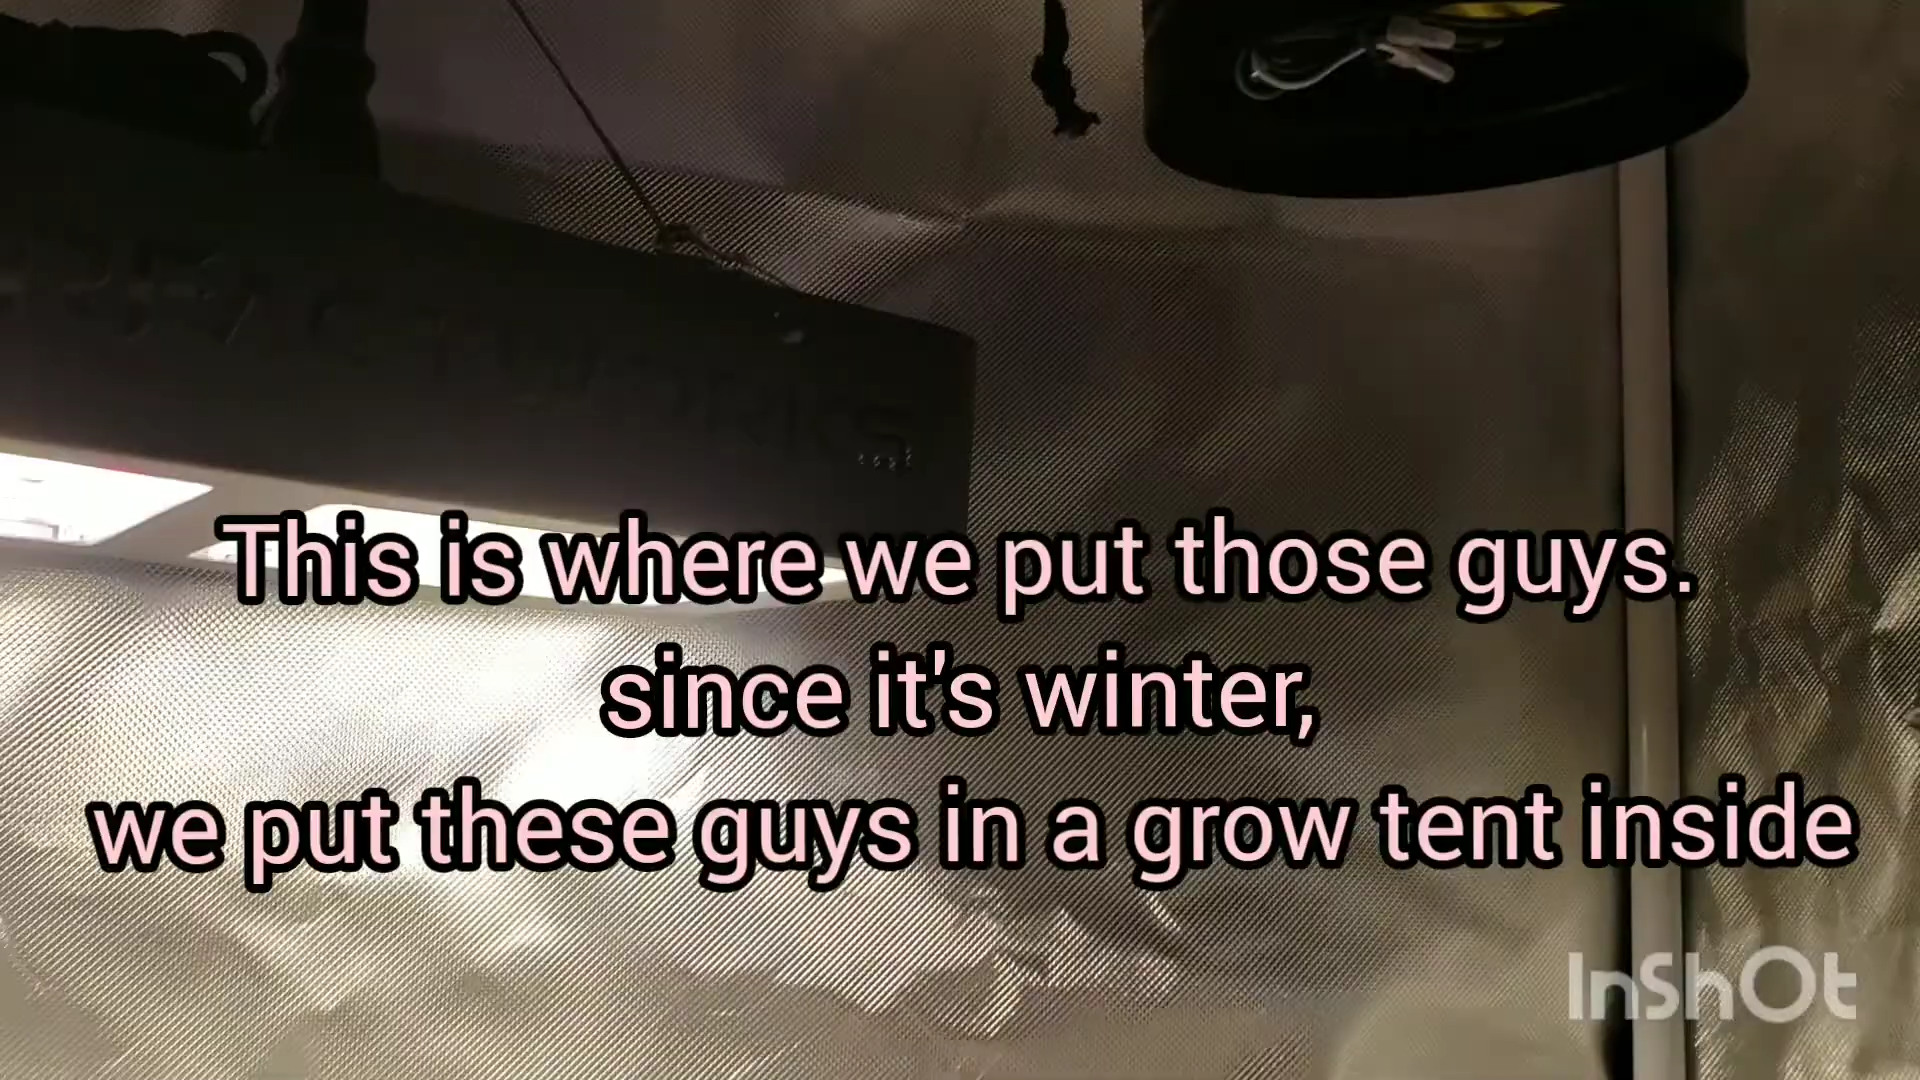 This is where we put those guys.
since it's winter,
we put these guys in a grow tent inside
InShOt